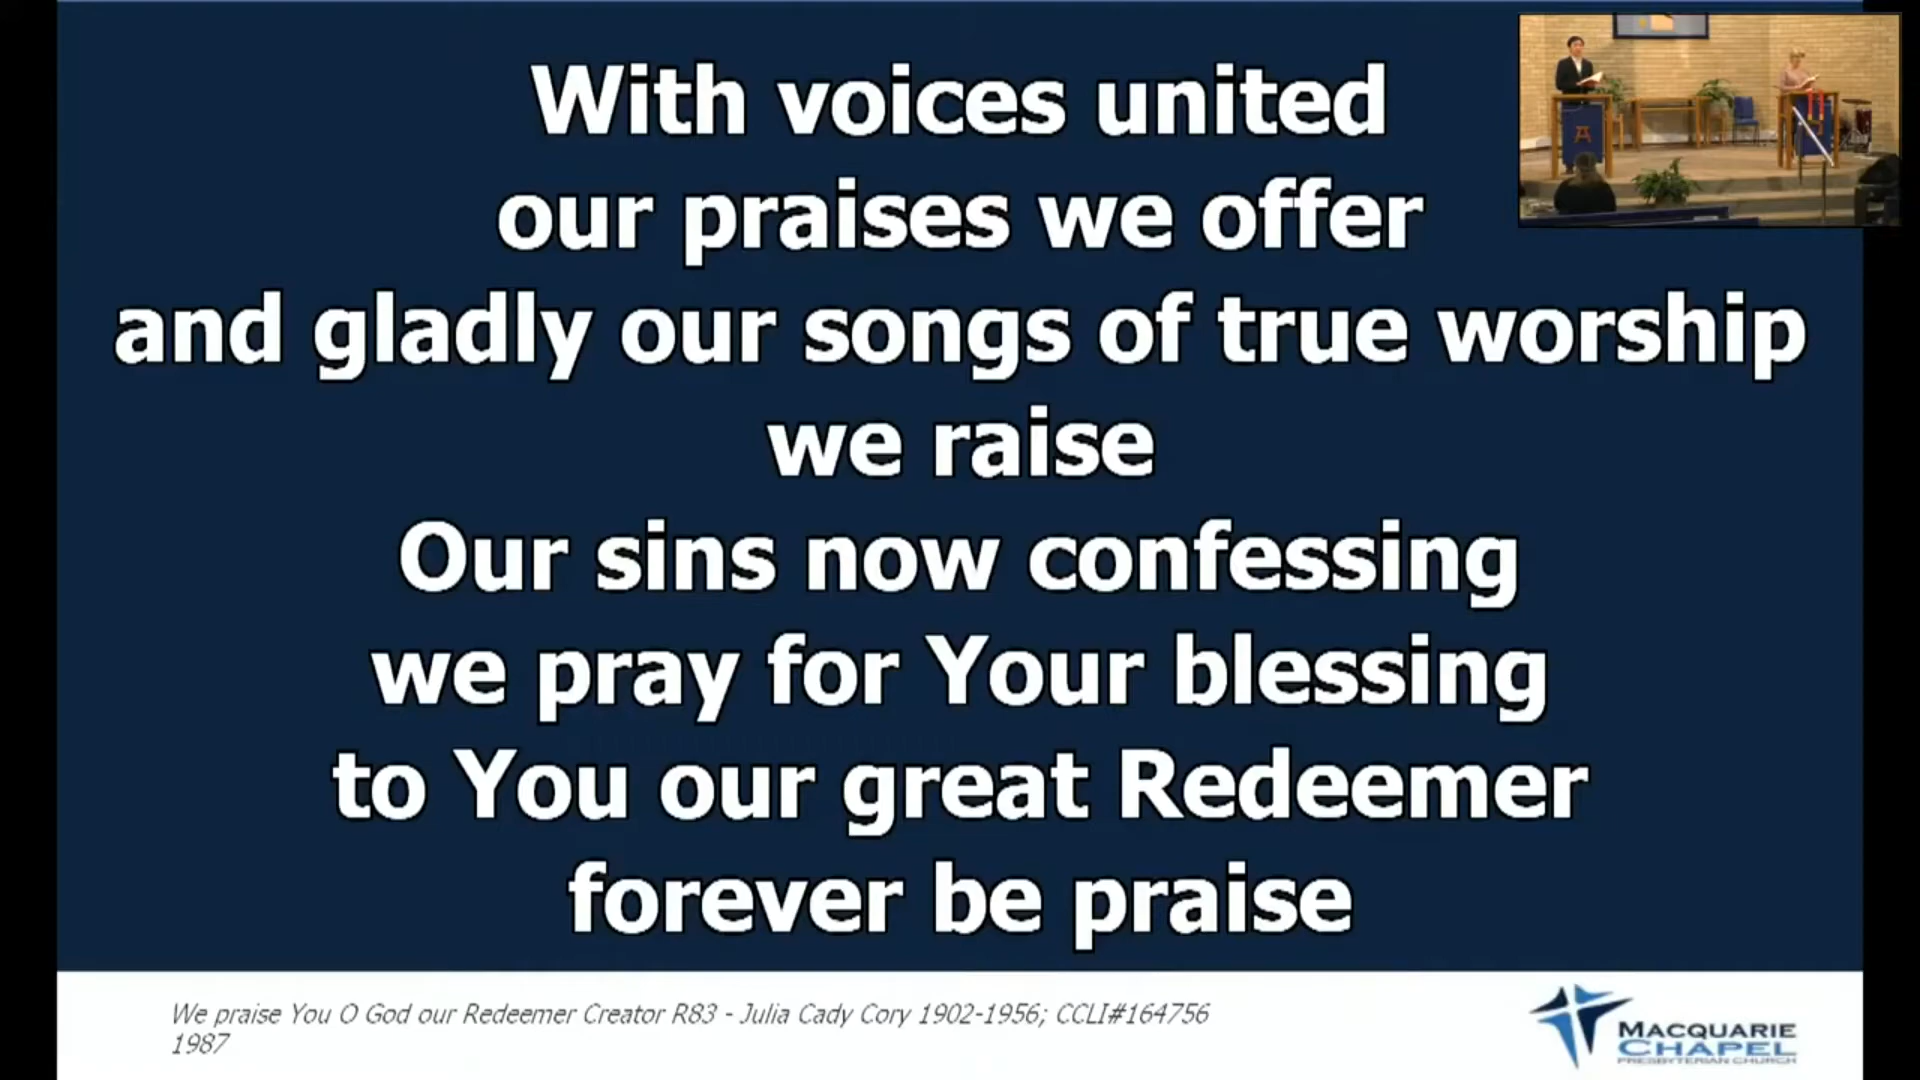 With voices united
our praises we offer
and gladly our songs of true worship
we raise
Our sins now confessing
we pray for Your blessing
to You our great Redeemer
forever be praise
We praise You O God our Redeemer Creator R83 - Julia Cady Cory 1902-1956; CCLI#164756
1987
MACQUARIE
CHAPEL
PRESBYTERIAN CHURCH